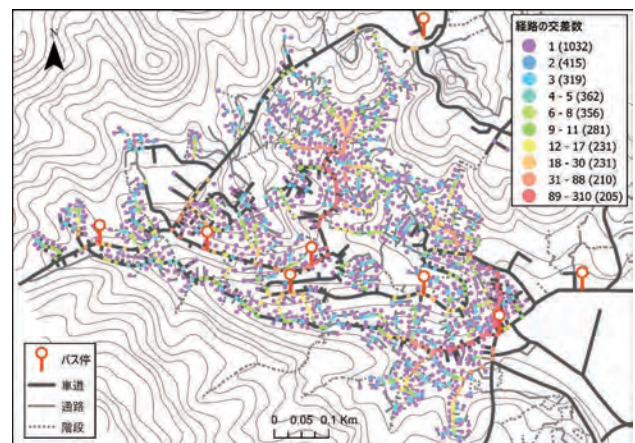 N
経路の交差数
1 (1032)
2 (415)
3 (319)
4 - 5 (362)
6 - 8 (356)
9 - 11 (281)
12 - 17 (231)
18 - 30 (231)
31 - 88 (210)
89 - 310 (205)
バス停
車道
通路
階段
0 0.05 0.1 Km